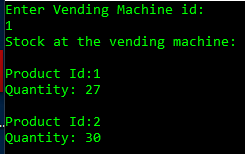 Enter Vending Machine id:
1
Stock at the vending machine:
Product Id:1
Quantity: 27
Product Id:2
Quantity: 30